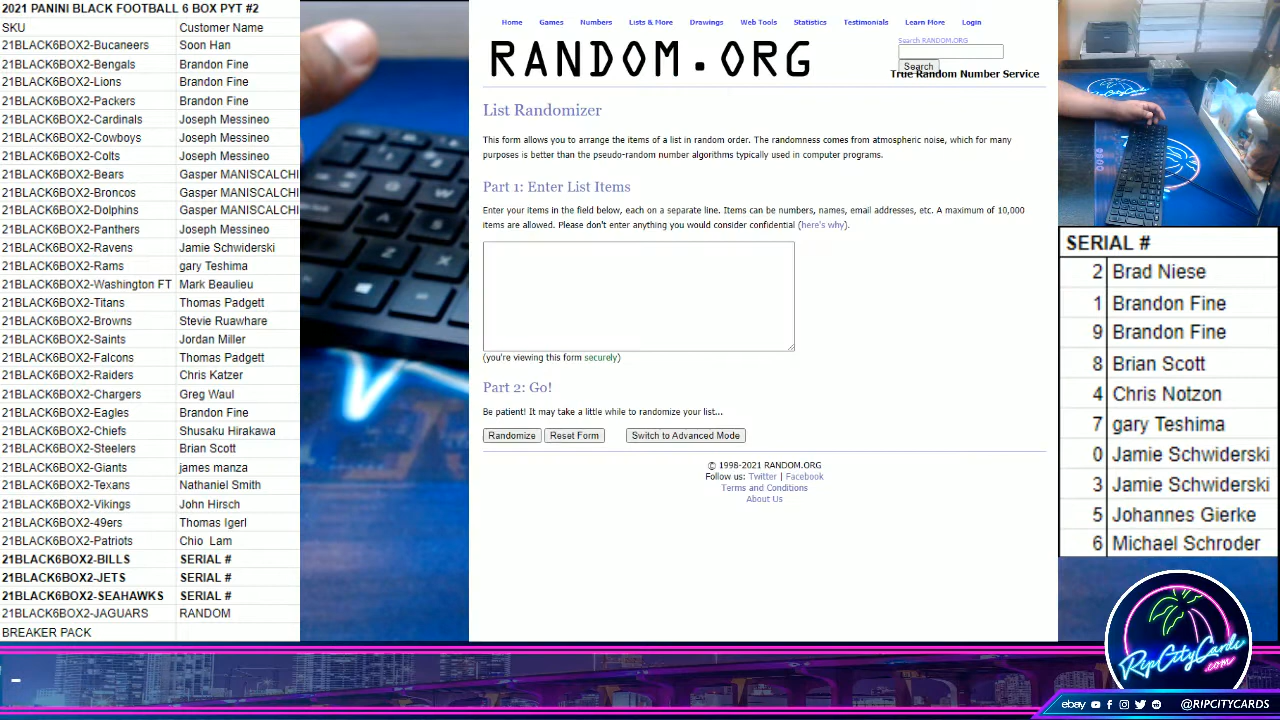 2021 PANINI BLACK FOOTBALL 6 BOX PYT #2
SKU Customer Name
21BLACK6BOX2-Bucaneers Soon Han
21BLACK6BOX2-Bengals Brandon Fine
21BLACK6BOX2-Lions Brandon Fine
21BLACK6BOX2-Packers Brandon Fine
21BLACK6BOX2-Cardinals Joseph Messineo
21BLACK6BOX2-Cowboys Joseph Messineo
21BLACK6BOX2-Colts Joseph Messineo
21BLACK6BOX2-Bears Gasper MANISCALCHI
21BLACK6BOX2-Broncos Gasper MANISCALCHI
21BLACK6BOX2-Dolphins Gasper MANISCALCHI
21BLACK6BOX2-Panthers Joseph Messineo
21BLACK6BOX2-Ravens Jamie Schwiderski
21BLACK6BOX2-Rams gary Teshima
21BLACK6BOX2-Washington FT Mark Beaulieu
21BLACK6BOX2-Titans Thomas Padgett
21BLACK6BOX2-Browns Stevie Ruawhare
21BLACK6BOX2-Saints Jordan Miller
21BLACK6BOX2-Falcons Thomas Padgett
21BLACK6BOX2-Raiders Chris Katzer
21BLACK6BOX2-Chargers Greg Waul
21BLACK6BOX2-Eagles Brandon Fine
21BLACK6BOX2-Chiefs Shusaku Hirakawa
21BLACK6BOX2-Steelers Brian Scott
21BLACK6BOX2-Giants james manza
21BLACK6BOX2-Texans Nathaniel Smith
21BLACK6BOX2-Vikings John Hirsch
21BLACK6BOX2-49ers Thomas Igerl
21BLACK6BOX2-Patriots Chio Lam
21BLACK6BOX2-BILLS SERIAL #
21BLACK6BOX2-JETS SERIAL #
21BLACK6BOX2-SEAHAWKS SERIAL #
21BLACK6BOX2-JAGUARS RANDOM
BREAKER PACK
Home Games Numbers Lists & More Drawings Web Tools Statistics Testimonials Learn More Login
RANDOM.ORG
Search RANDOM.ORG
Search
True Random Number Service
List Randomizer
This form allows you to arrange the items of a list in random order. The randomness comes from atmospheric noise, which for many
purposes is better than the pseudo-random number algorithms typically used in computer programs.
Part 1: Enter List Items
Enter your items in the field below, each on a separate line. Items can be numbers, names, email addresses, etc. A maximum of 10,000
items are allowed. Please don't enter anything you would consider confidential (here's why).
(you're viewing this form securely)
Part 2: Go!
Be patient! It may take a little while to randomize your list...
Randomize Reset Form Switch to Advanced Mode
© 1998-2021 RANDOM.ORG
Follow us: Twitter | Facebook
Terms and Conditions
About Us
SERIAL #
2 Brad Niese
1 Brandon Fine
9 Brandon Fine
8 Brian Scott
4 Chris Notzon
7 gary Teshima
0 Jamie Schwiderski
3 Jamie Schwiderski
5 Johannes Gierke
6 Michael Schroder
RipCityCards
.com
ebay @RIPCITYCARDS